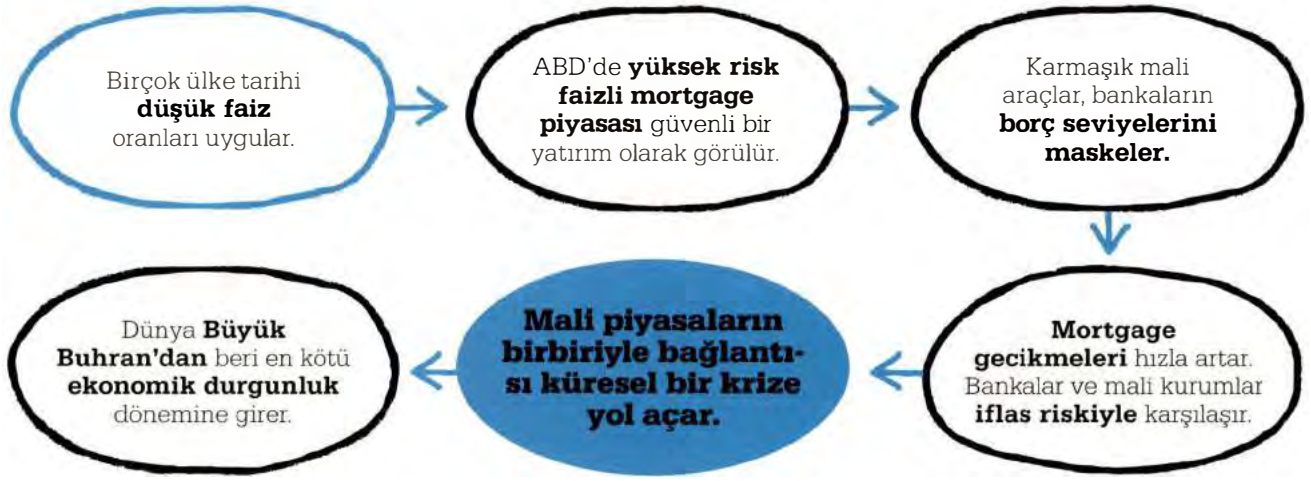 Birçok ülke tarihi
düşük faiz
oranları uygular.
ABD'de yüksek risk
faizli mortgage
piyasası güvenli bir
yatırım olarak görülür.
Karmaşık mali
araçlar, bankaların
borç seviyelerini
maskeler.
Mortgage
gecikmeleri hızla artar.
Bankalar ve mali kurumlar
iflas riskiyle karşılaşır.
Mali piyasaların
birbiriyle bağlantı-
sı küresel bir krize
yol açar.
Dünya Büyük
Buhran'dan beri en kötü
ekonomik durgunluk
dönemine girer.